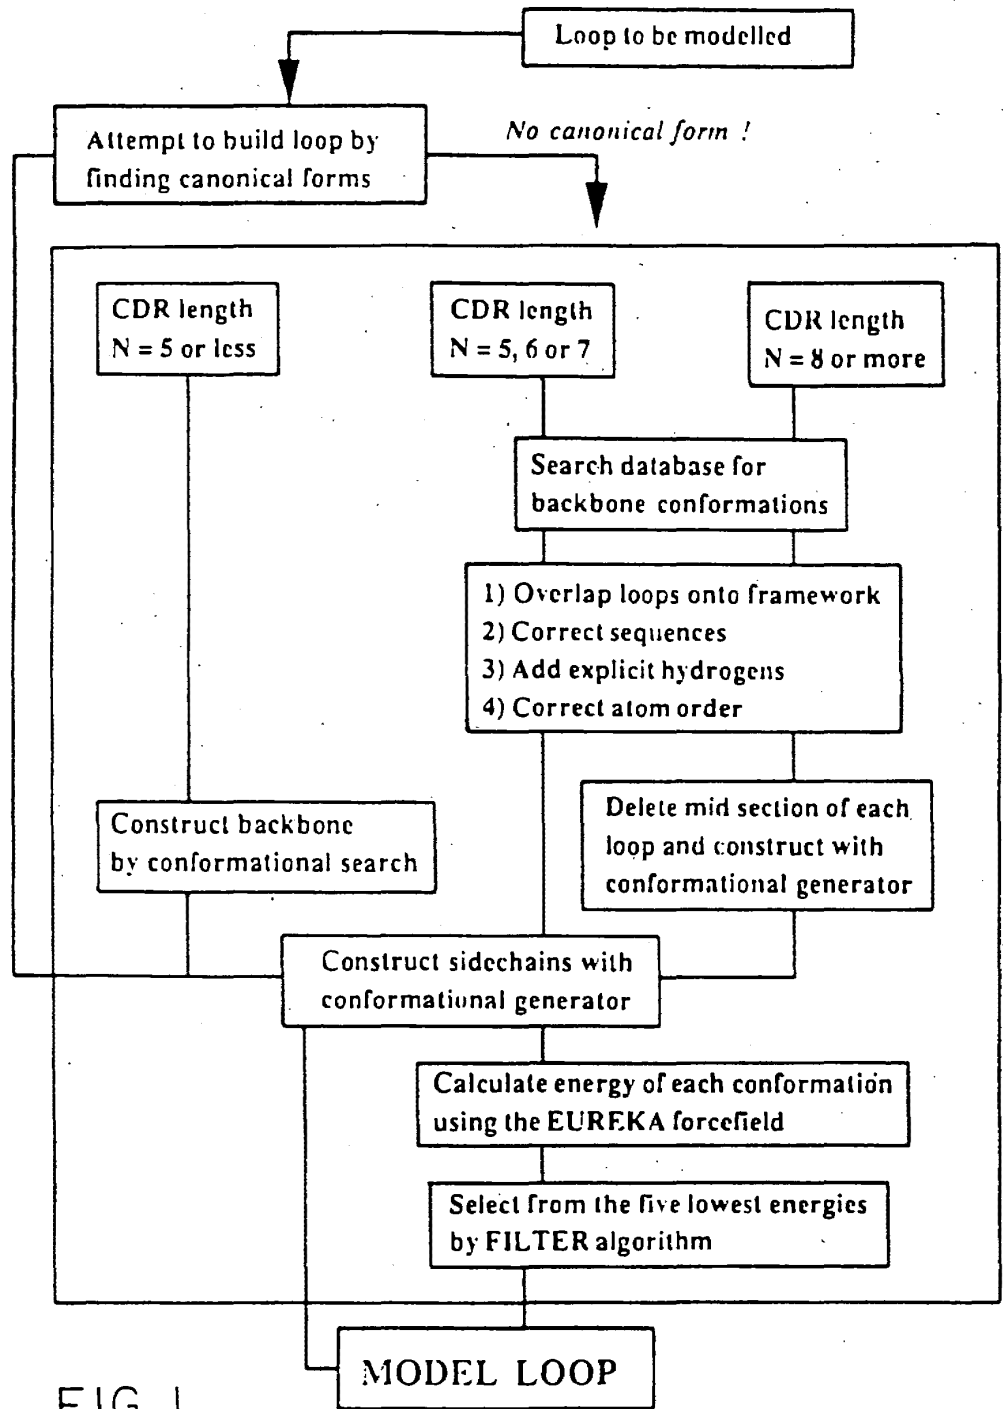 Loop to be modelled
Attempt to build loop by
finding canonical forms
No canonical form !
CDR length
N = 5 or less
CDR length
N = 5, 6 or 7
CDR length
N = 8 or more
Search database for
backbone conformations
1) Overlap loops onto framework
2) Correct sequences
3) Add explicit hydrogens
4) Correct atom order
Construct backbone
by conformational search
Delete mid section of each
loop and construct with
conformational generator
Construct sidechains with
conformational generator
Calculate energy of each conformation
using the EUREKA forcefield
Select from the five lowest energies
by FILTER algorithm
MODEL LOOP
FIG. 1